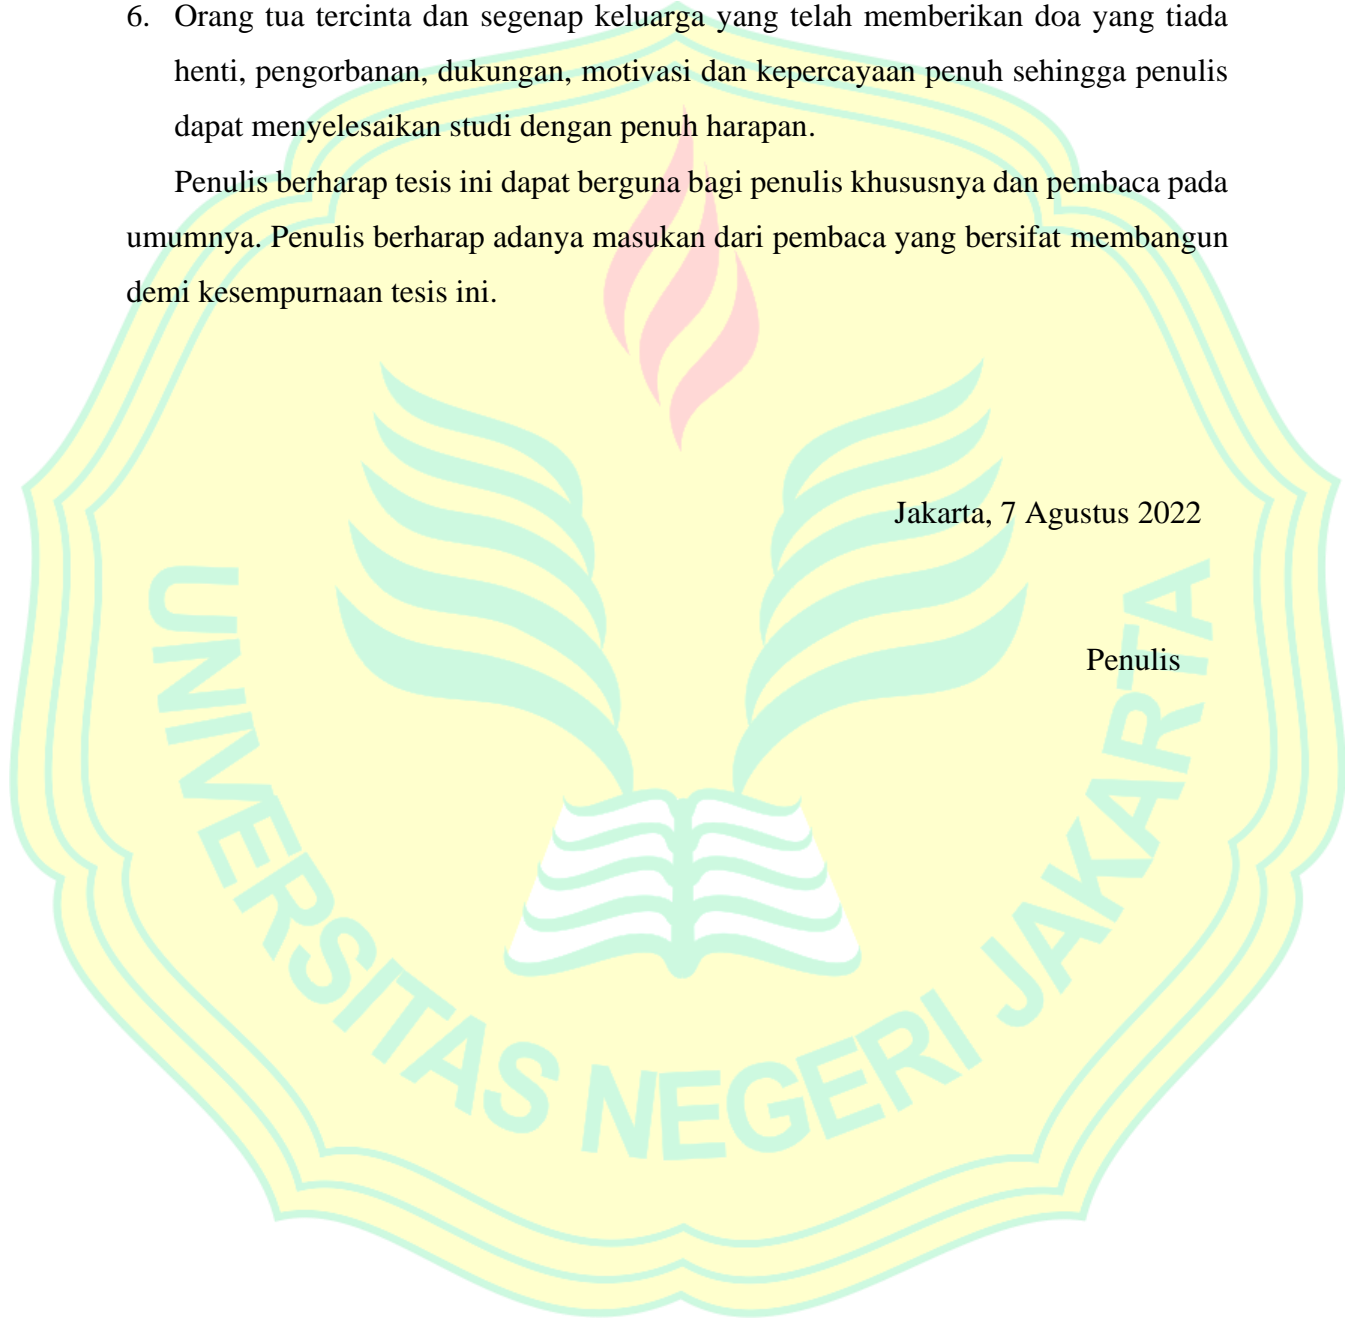 6. Orang tua tercinta dan segenap keluarga yang telah memberikan doa yang tiada
henti, pengorbanan, dukungan, motivasi dan kepercayaan penuh sehingga penulis
dapat menyelesaikan studi dengan penuh harapan.
Penulis berharap tesis ini dapat berguna bagi penulis khususnya dan pembaca pada
umumnya. Penulis berharap adanya masukan dari pembaca yang bersifat membangun
demi kesempurnaan tesis ini.
Jakarta, 7 Agustus 2022
Penulis
UNIVERSITAS NEGERI JAKARTA